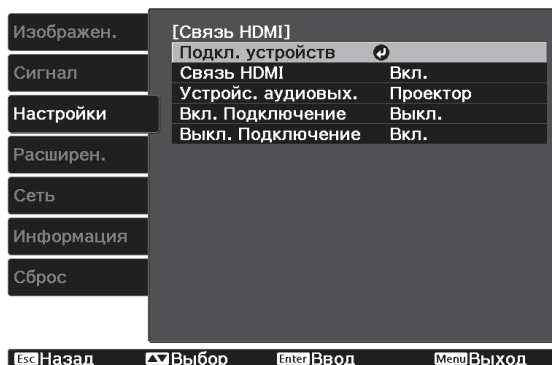 Изображен.
Сигнал
Настройки
Расширен.
Сеть
Информация
Сброс
[Связь HDMI]
Подкл. устройств
Связь HDMI Вкл.
Устройс. аудиовых. Проектор
Вкл. Подключение Выкл.
Выкл. Подключение Вкл.
Esc Назад Выбор Enter Ввод Menu Выход